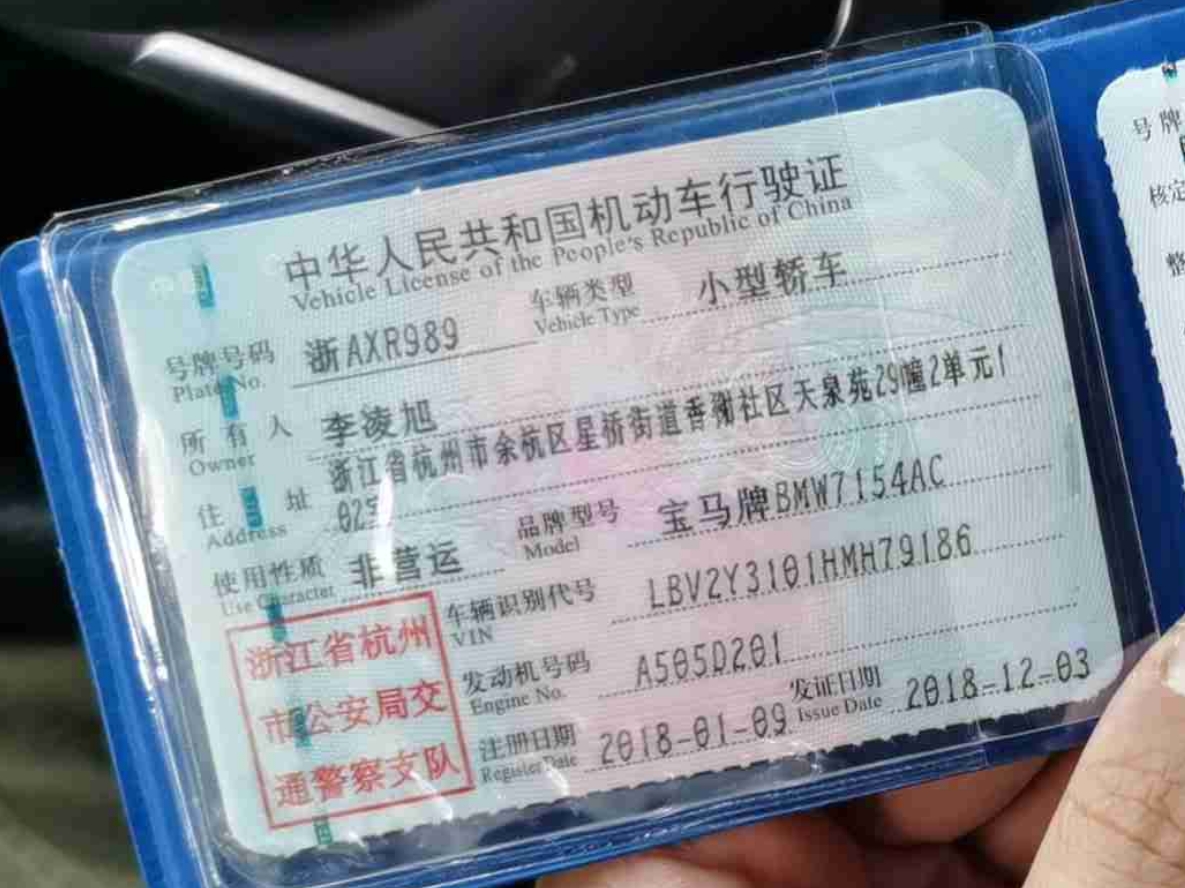 中华人民共和国机动车行驶证
Vehicle License of the People's Republic of China
号牌号码 浙AXR989 车辆类型 小型轿车
Plate No. Vehicle Type
所有人 李凌旭
Owner
住址 浙江省杭州市余杭区星桥街道香榭社区天泉苑29幢2单元1
Address 02室
使用性质 非营运 品牌型号 宝马牌BMW7154AC
Use Character Model
车辆识别代号 LBV2Y3101HMH79186
VIN
发动机号码 A505D201
Engine No.
注册日期 2018-01-09 发证日期 2018-12-03
Register Date Issue Date
浙江省杭州
市公安局交
通警察支队
号牌
核定
整